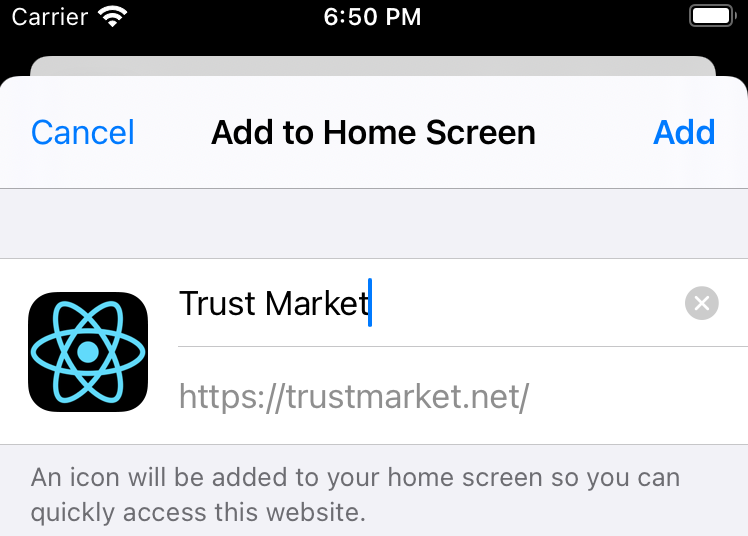 Carrier 6:50 PM
Cancel Add to Home Screen Add
Trust Market
https://trustmarket.net/
An icon will be added to your home screen so you can
quickly access this website.